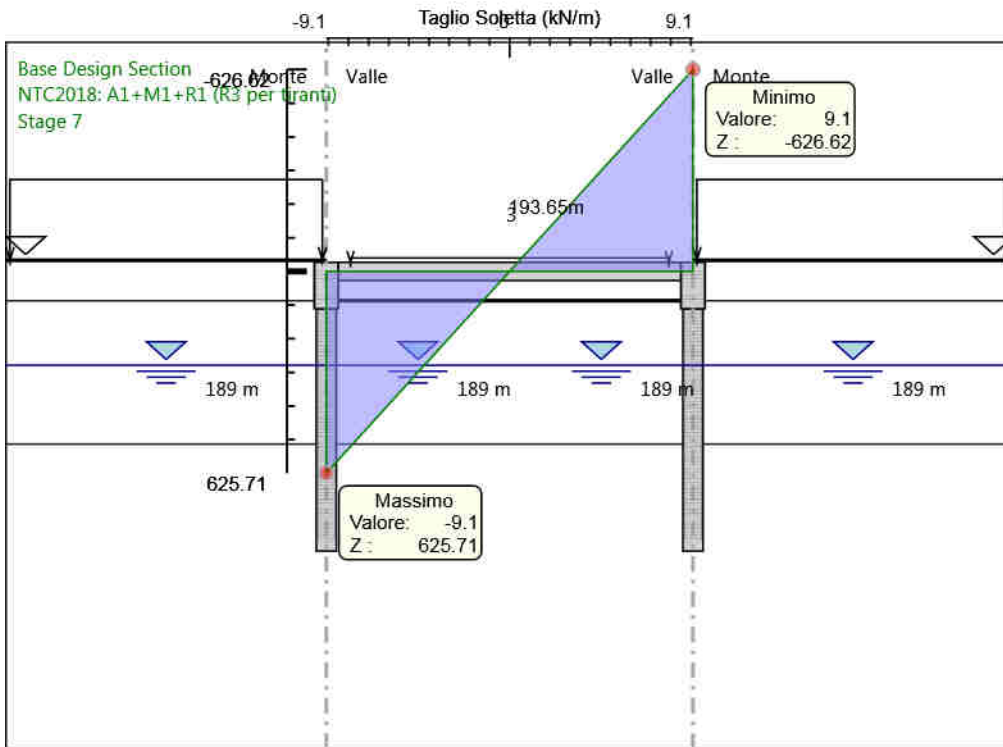 Taglio Soletta (kN/m)
-9.1
0
9.1
Base Design Section
NTC2018: A1+M1+R1 (R3 per tiranti)
Stage 7
-626.62
Monte
Valle
Valle
Monte
Minimo
Valore: 9.1
Z : -626.62
193.65m
3
189 m
189 m
189 m
189 m
625.71
Massimo
Valore: -9.1
Z : 625.71